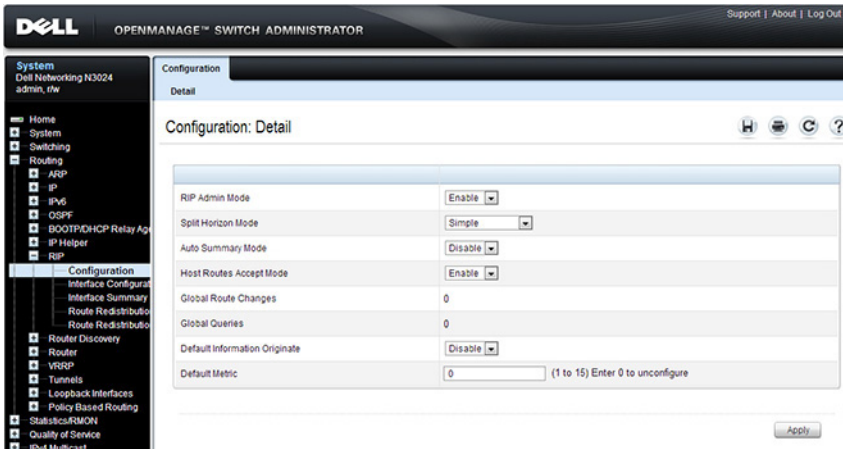 Support | About | Log Out
DELL OPENMANAGE™ SWITCH ADMINISTRATOR
System
Dell Networking N3024
admin, r/w
Home
System
Switching
Routing
ARP
IP
IPv6
OSPF
BOOTP/DHCP Relay Age
IP Helper
RIP
Configuration
Interface Configurat
Interface Summary
Route Redistributio
Route Redistributio
Router Discovery
Router
VRRP
Tunnels
Loopback Interfaces
Policy Based Routing
Statistics/RMON
Quality of Service
IPv4 Multicast
Configuration
Detail
Configuration: Detail
?
RIP Admin Mode Enable
Split Horizon Mode Simple
Auto Summary Mode Disable
Host Routes Accept Mode Enable
Global Route Changes 0
Global Queries 0
Default Information Originate Disable
Default Metric 0 (1 to 15) Enter 0 to unconfigure
Apply